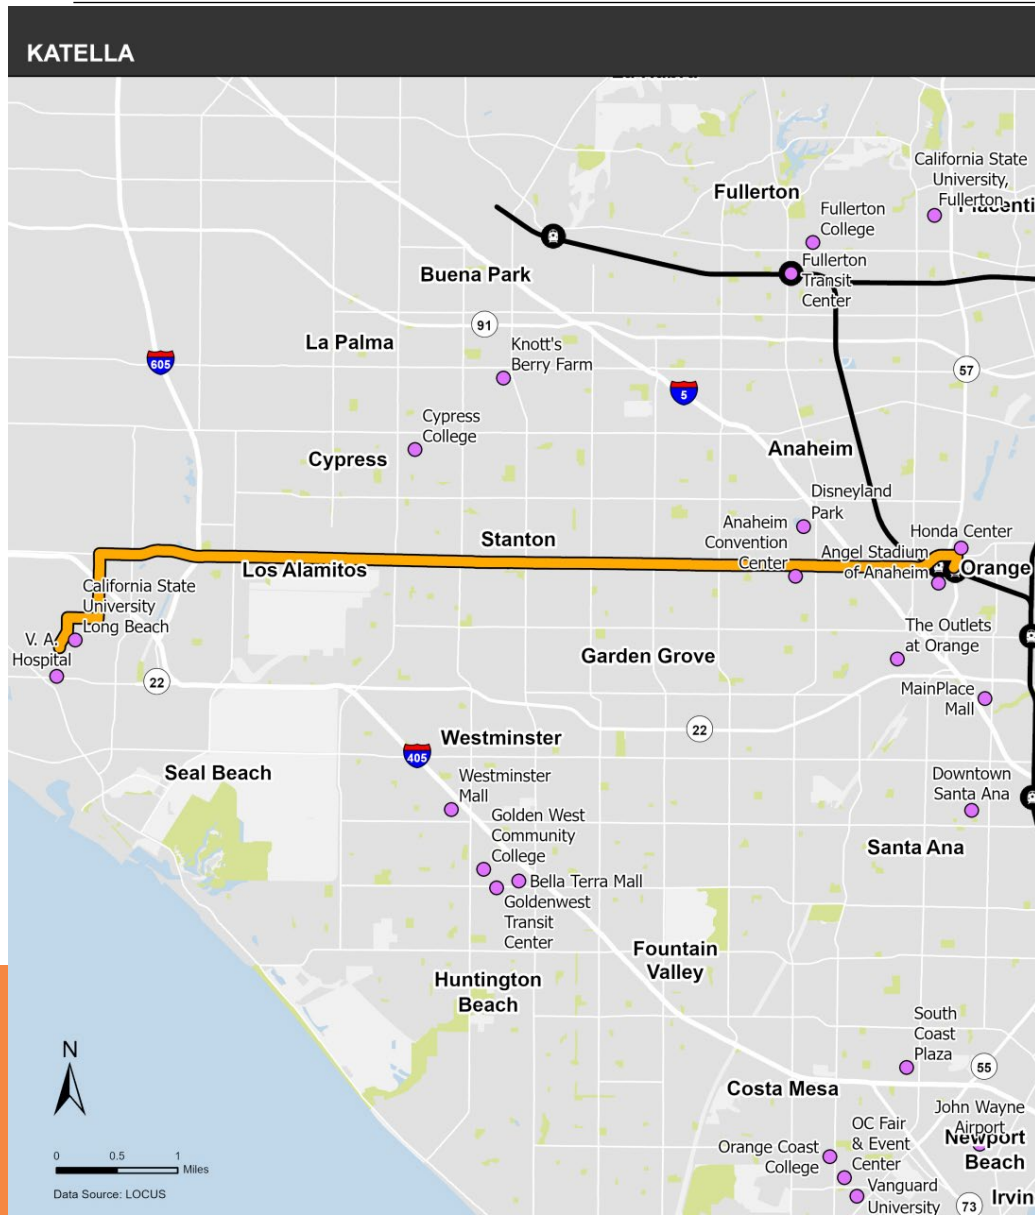 KATELLA
California State
University,
Fullerton
Fullerton
Fullerton
College
Fullerton
Transit
Center
Buena Park
91
La Palma
Knott's
Berry Farm
605
57
5
Cypress
College
Cypress
Anaheim
Disneyland
Park
Anaheim
Convention
Center
Stanton
Honda Center
Angel Stadium
of Anaheim
Orange
Los Alamitos
California State
University
Long Beach
V. A.
Hospital
The Outlets
at Orange
Garden Grove
22
MainPlace
Mall
22
Westminster
405
Seal Beach
Westminster
Mall
Downtown
Santa Ana
Golden West
Community
College
Santa Ana
Bella Terra Mall
Goldenwest
Transit
Center
Fountain
Valley
Huntington
Beach
South
Coast
Plaza
N
55
Costa Mesa
John Wayne
Airport
OC Fair
& Event
Center
Newport
Beach
Orange Coast
College
0 0.5 1
Miles
Vanguard
University
Data Source: LOCUS
73
Irvin